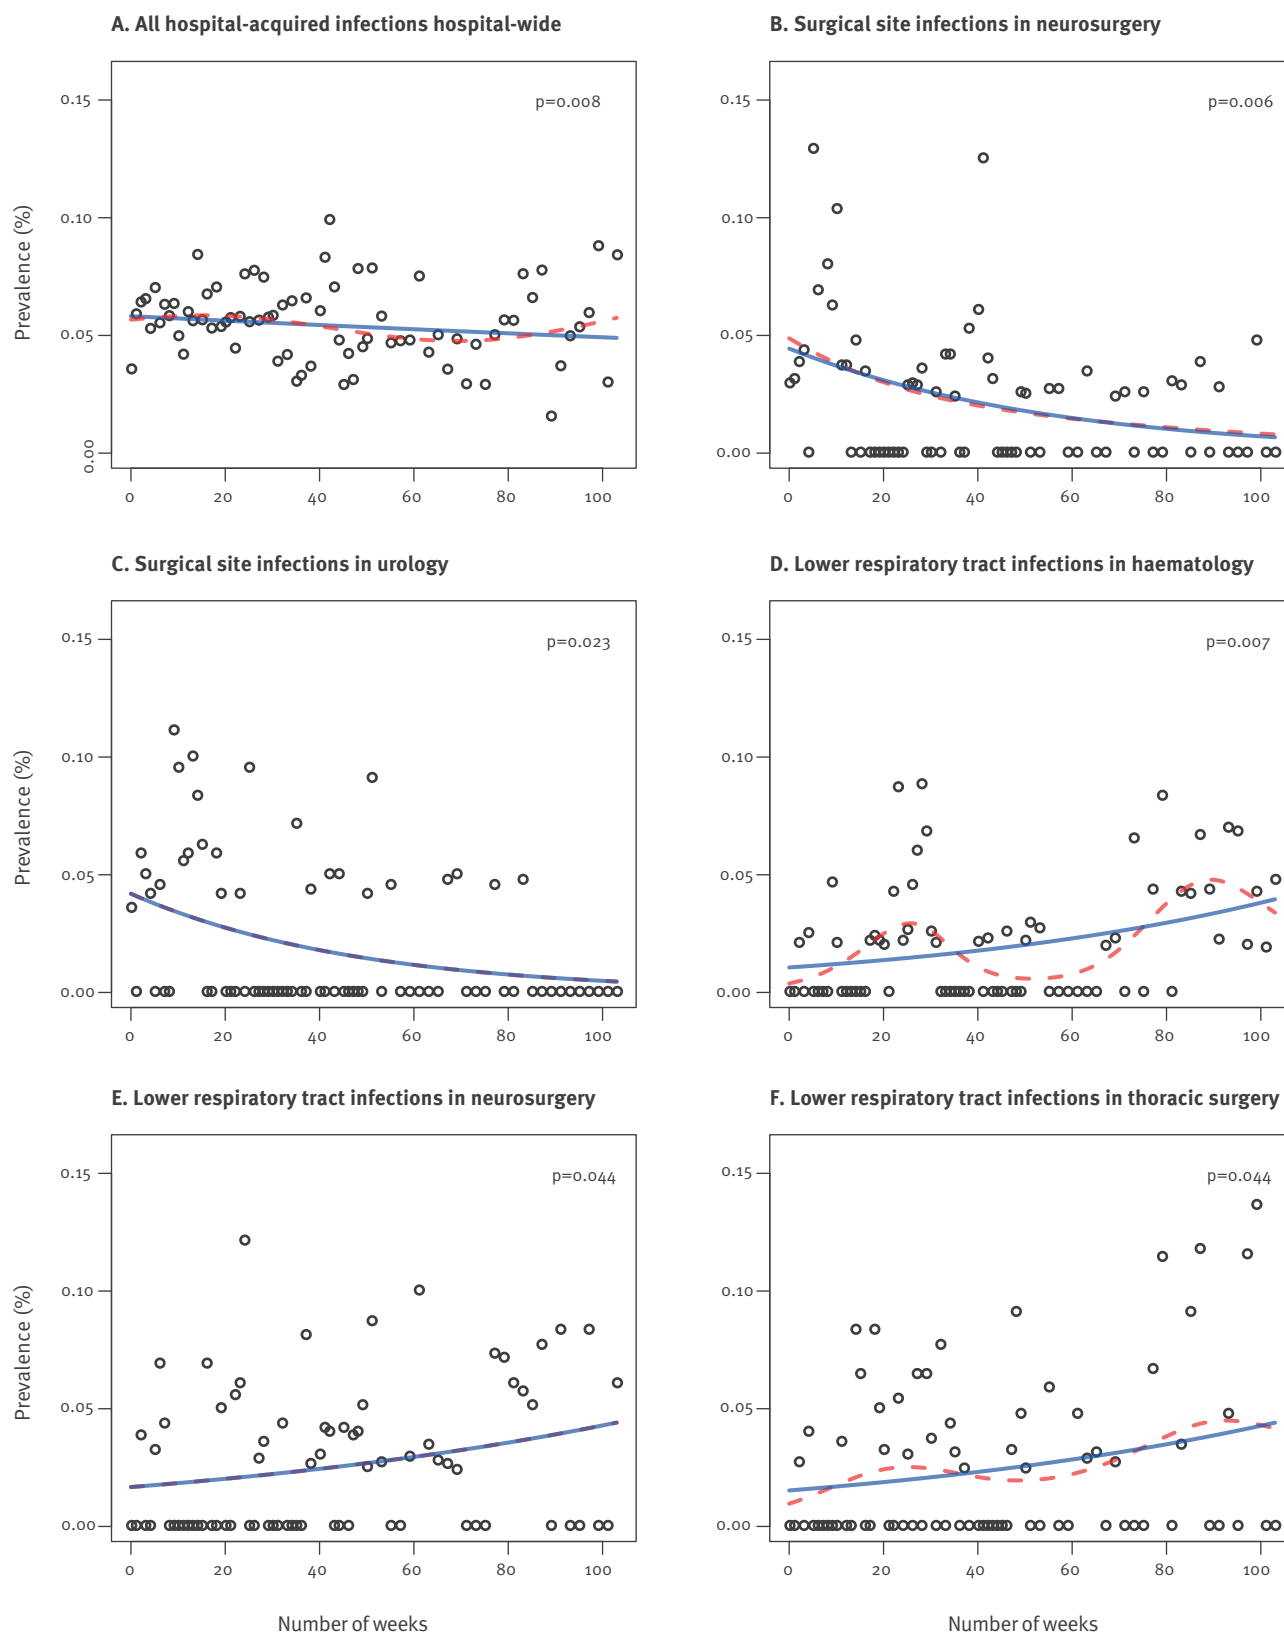 A. All hospital-acquired infections hospital-wide
B. Surgical site infections in neurosurgery
p=0.008
p=0.006
0.15
0.10
0.05
0.00
Prevalence (%)
0 20 40 60 80 100
0.15
0.10
0.05
0.00
0 20 40 60 80 100
C. Surgical site infections in urology
D. Lower respiratory tract infections in haematology
p=0.023
p=0.007
0.15
0.10
0.05
0.00
Prevalence (%)
0 20 40 60 80 100
0.15
0.10
0.05
0.00
0 20 40 60 80 100
E. Lower respiratory tract infections in neurosurgery
F. Lower respiratory tract infections in thoracic surgery
p=0.044
p=0.044
0.15
0.10
0.05
0.00
Prevalence (%)
0 20 40 60 80 100
0.15
0.10
0.05
0.00
0 20 40 60 80 100
Number of weeks
Number of weeks